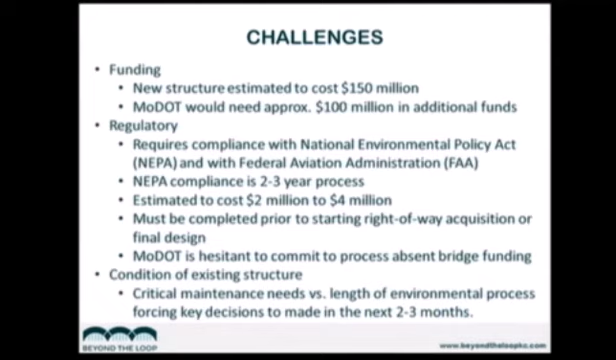 CHALLENGES
• Funding
• New structure estimated to cost $150 million
• MoDOT would need approx. $100 million in additional funds
• Regulatory
• Requires compliance with National Environmental Policy Act
(NEPA) and with Federal Aviation Administration (FAA)
• NEPA compliance is 2-3 year process
• Estimated to cost $2 million to $4 million
• Must be completed prior to starting right-of-way acquisition or
final design
• MoDOT is hesitant to commit to process absent bridge funding
• Condition of existing structure
• Critical maintenance needs vs. length of environmental process
forcing key decisions to made in the next 2-3 months.
BEYOND THE LOOP
www.beyondtheloopkc.com